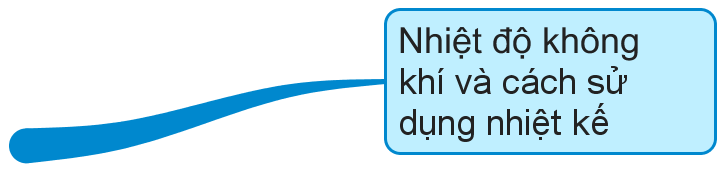 Nhiệt độ không
khí và cách sử
dụng nhiệt kế